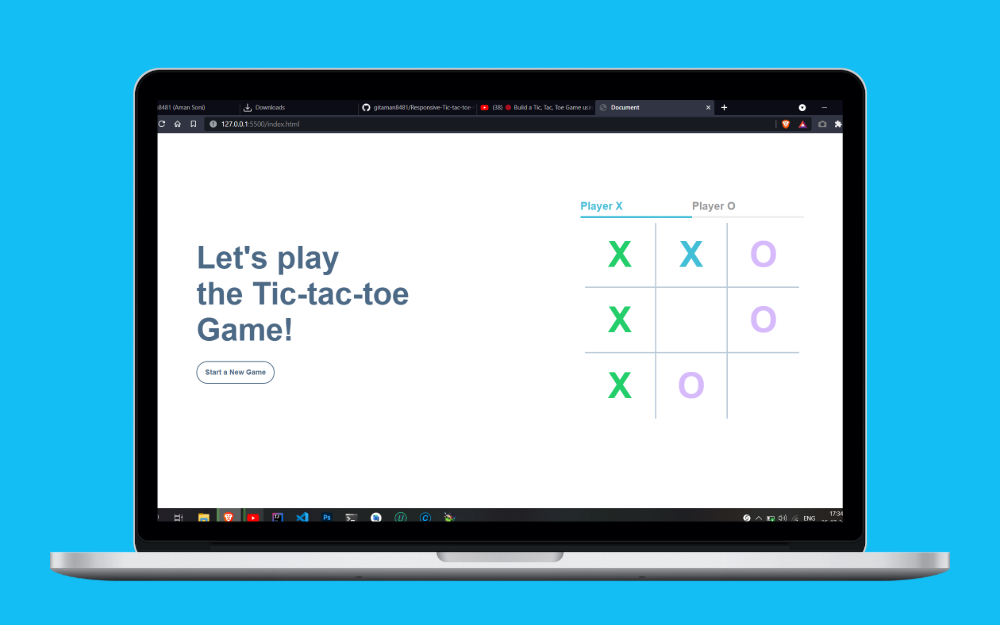 8481 (Aman Soni)
Downloads
gitaman8481/Responsive-Tic-tac-toe-
(38)
Build a Tic, Tac, Toe Game usin
Document
127.0.0.1:5500/index.html
Player X
Player O
Let's play
the Tic-tac-toe
Game!
Start a New Game
X X O
X O
X O
Ps
ENG
17:34